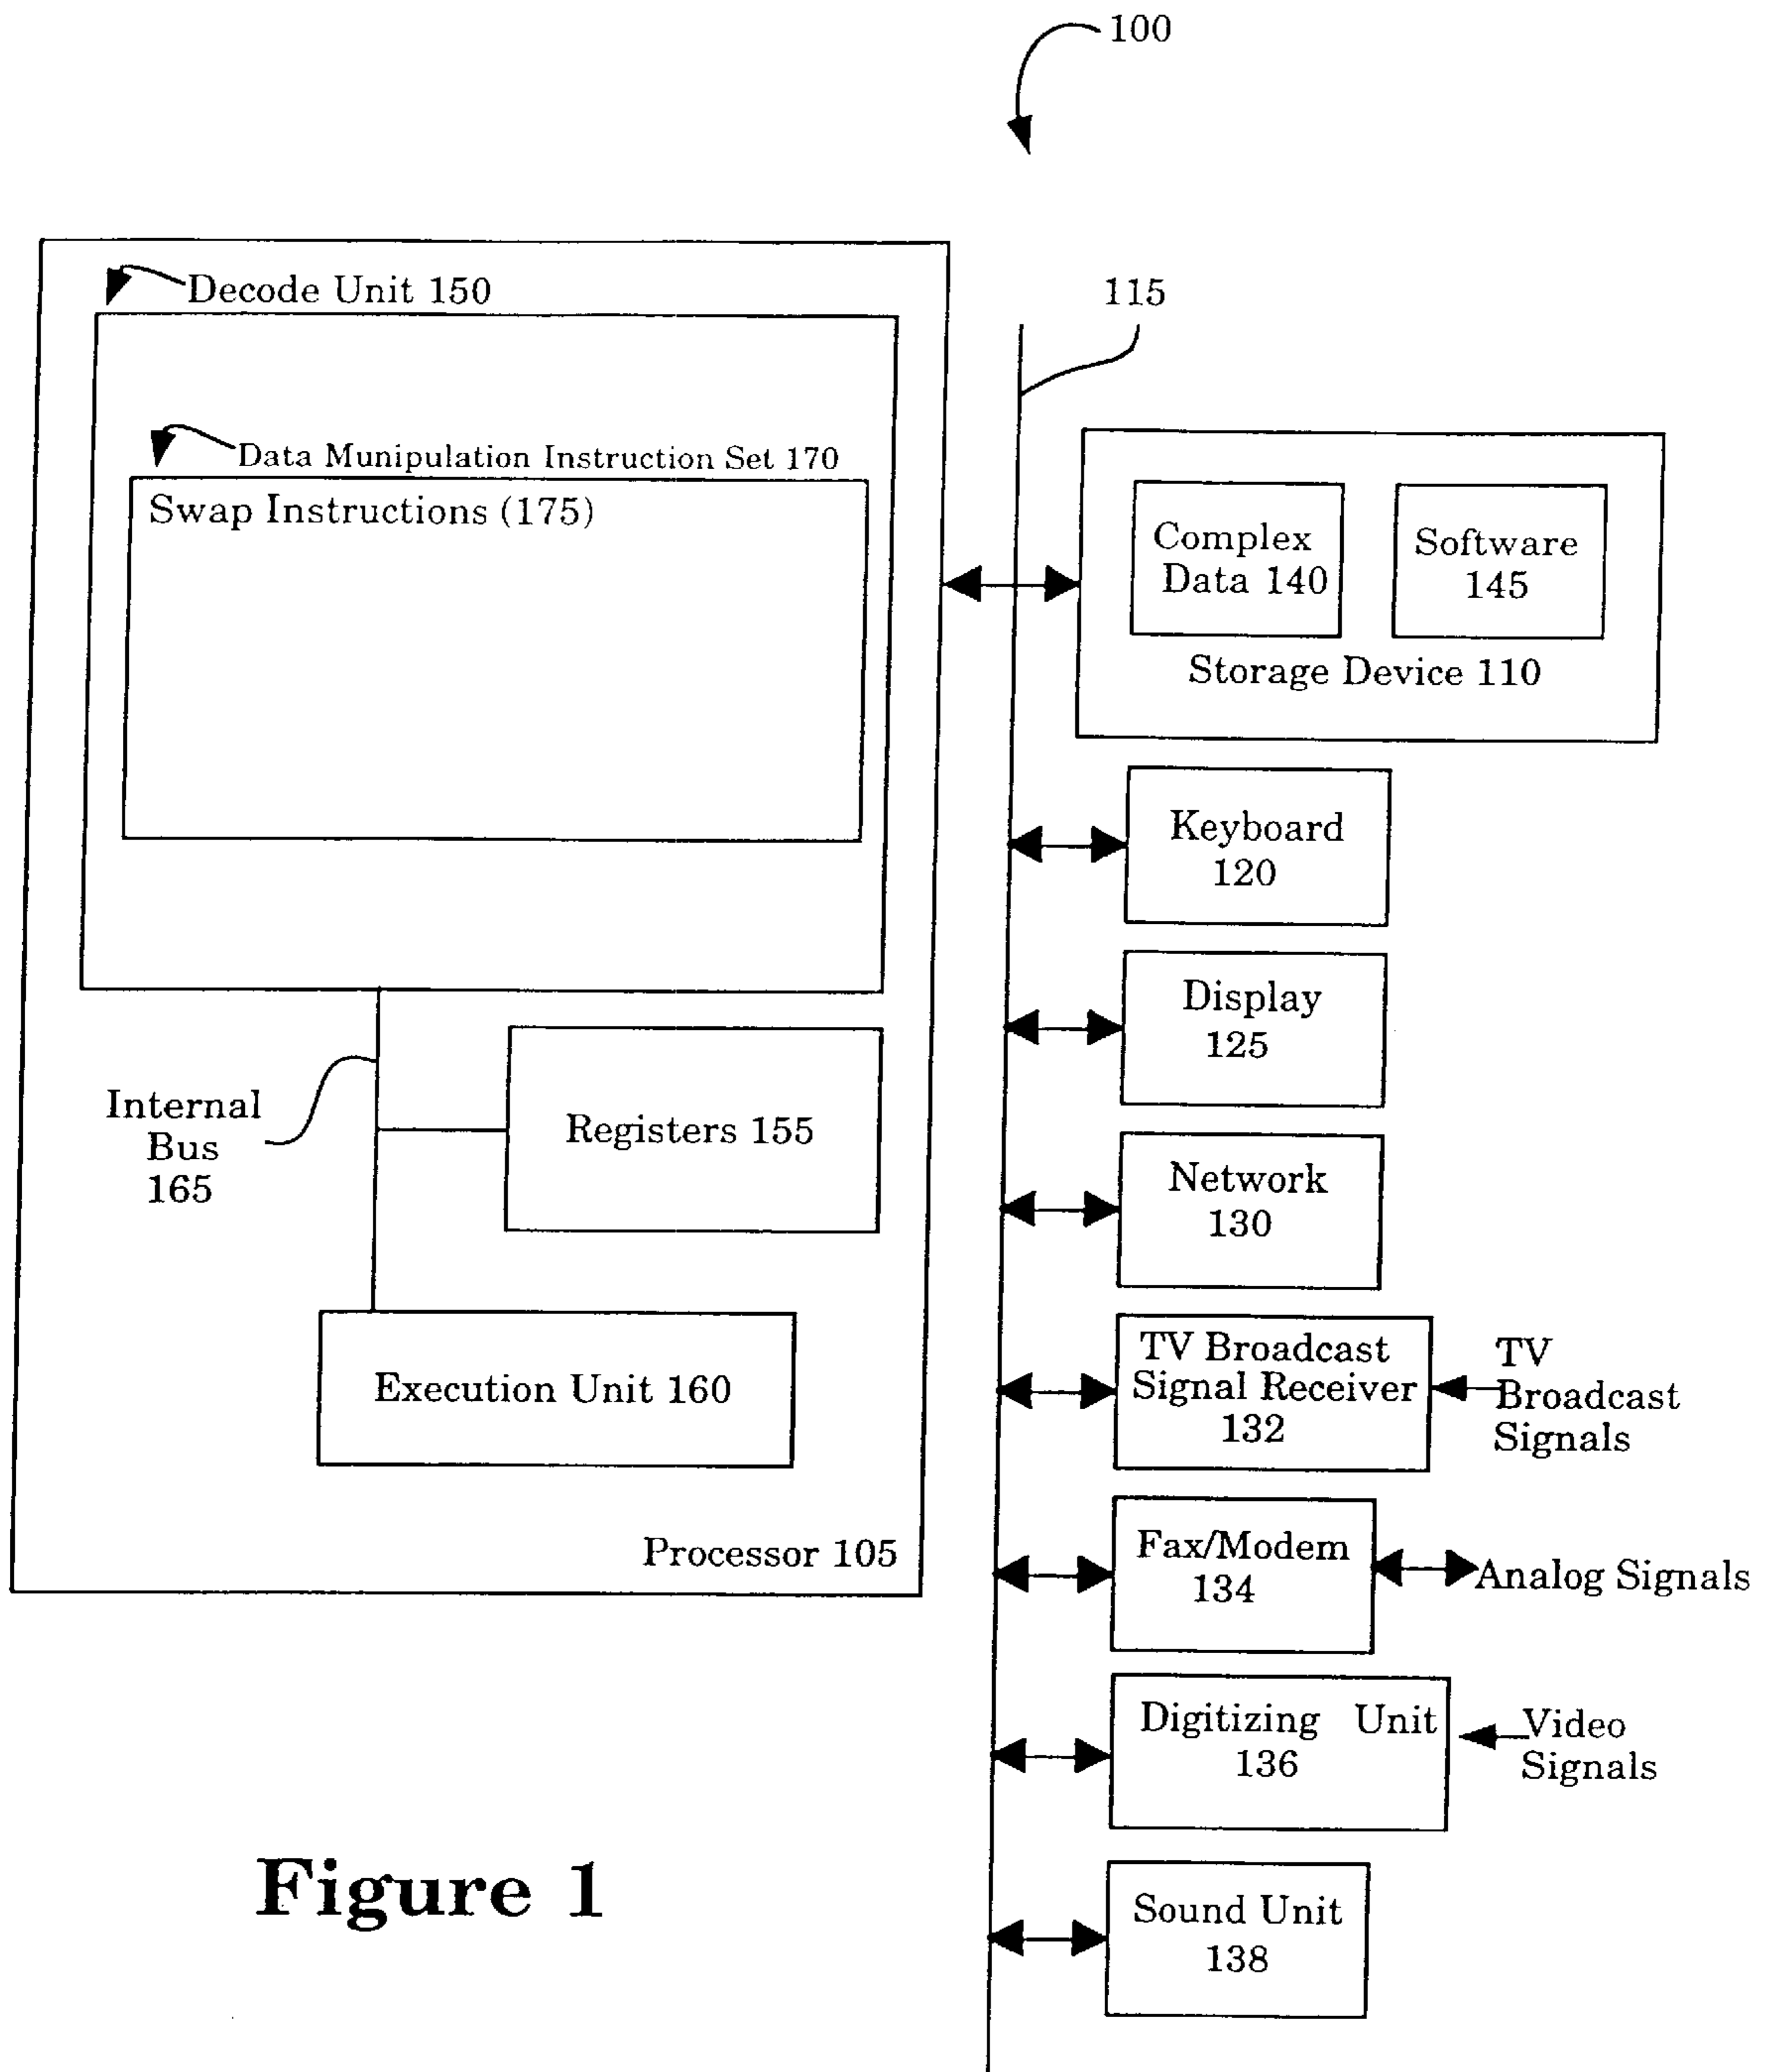 100
Decode Unit 150
115
Data Munipulation Instruction Set 170
Swap Instructions (175)
Complex
Data 140
Software
145
Storage Device 110
Keyboard
120
Display
125
Internal
Bus
165
Registers 155
Network
130
Execution Unit 160
TV Broadcast
Signal Receiver
132
TV
Broadcast
Signals
Processor 105
Fax/Modem
134
Analog Signals
Digitizing Unit
136
Video
Signals
Figure 1
Sound Unit
138